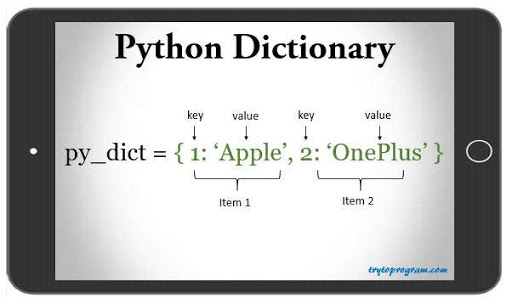 Python Dictionary
key value key value
py_dict = { 1: ‘Apple’, 2: ‘OnePlus’ }
Item 1 Item 2
trytoprogram.com